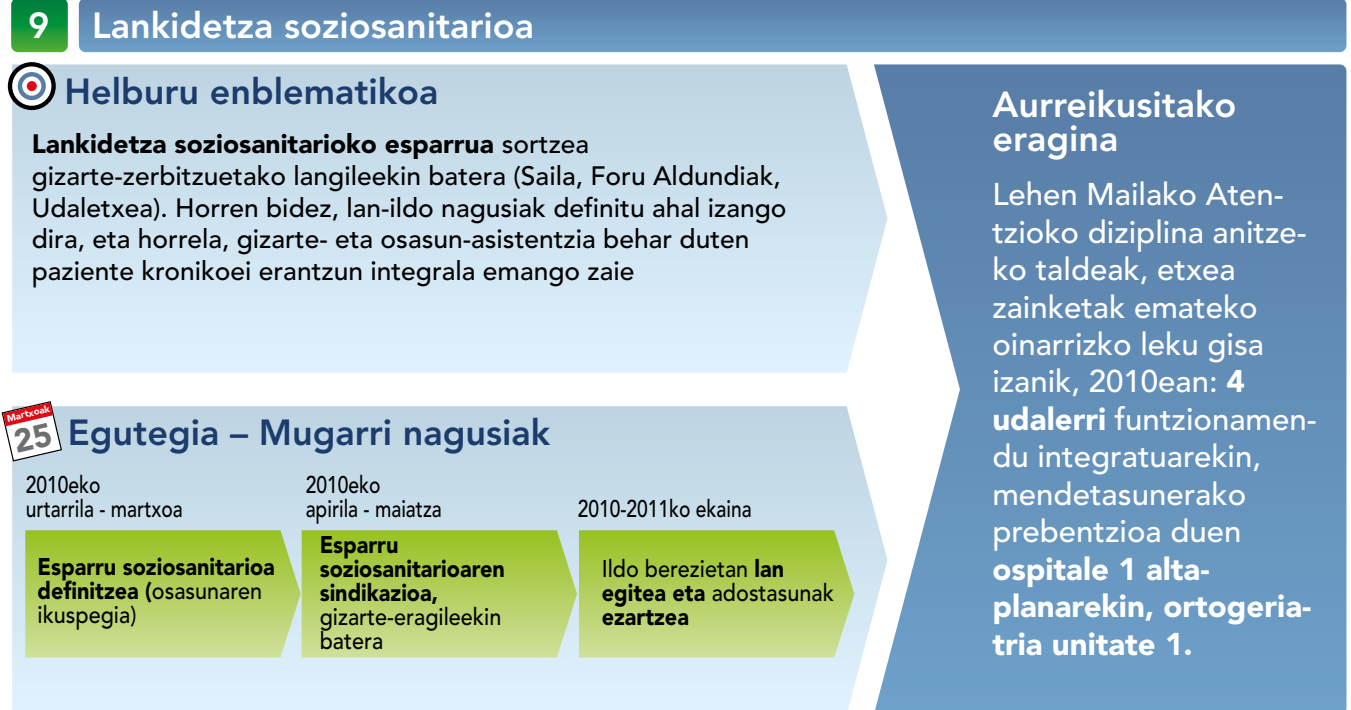 9 Lankidetza soziosanitarioa
Helburu enblematikoa
Lankidetza soziosanitarioko esparrua sortzea
gizarte-zerbitzuetako langileekin batera (Saila, Foru Aldundiak,
Udaletxea). Horren bidez, lan-ildo nagusiak definitu ahal izango
dira, eta horrela, gizarte- eta osasun-asistentzia behar duten
paziente kronikoei erantzun integrala emango zaie
Martxoak
25
Egutegia – Mugarri nagusiak
2010eko
urtarrila - martxoa
Esparru soziosanitarioa
definitzea (osasunaren
ikuspegia)
2010eko
apirila - maiatza
Esparru
soziosanitarioaren
sindikazioa,
gizarte-eragileekin
batera
2010-2011ko ekaina
Ildo berezietan lan
egitea eta adostasunak
ezartzea
Aurreikusitako
eragina
Lehen Mailako Aten-
tzioko diziplina anitze-
ko taldeak, etxea
zainketak emateko
oinarrizko leku gisa
izanik, 2010ean: 4
udalerri funtzionamen-
du integratuarekin,
mendetasunerako
prebentzioa duen
ospitale 1 alta-
planarekin, ortogeria-
tria unitate 1.